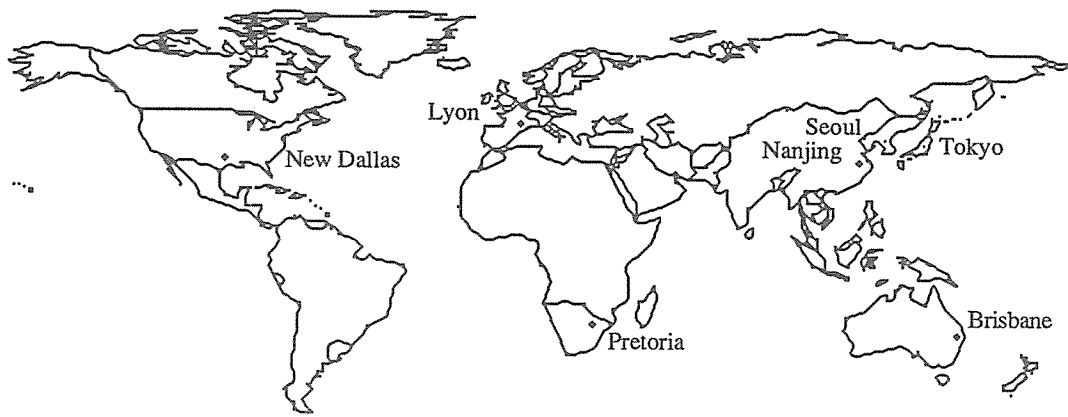 Lyon
New Dallas
Seoul
Nanjing
Tokyo
Pretoria
Brisbane